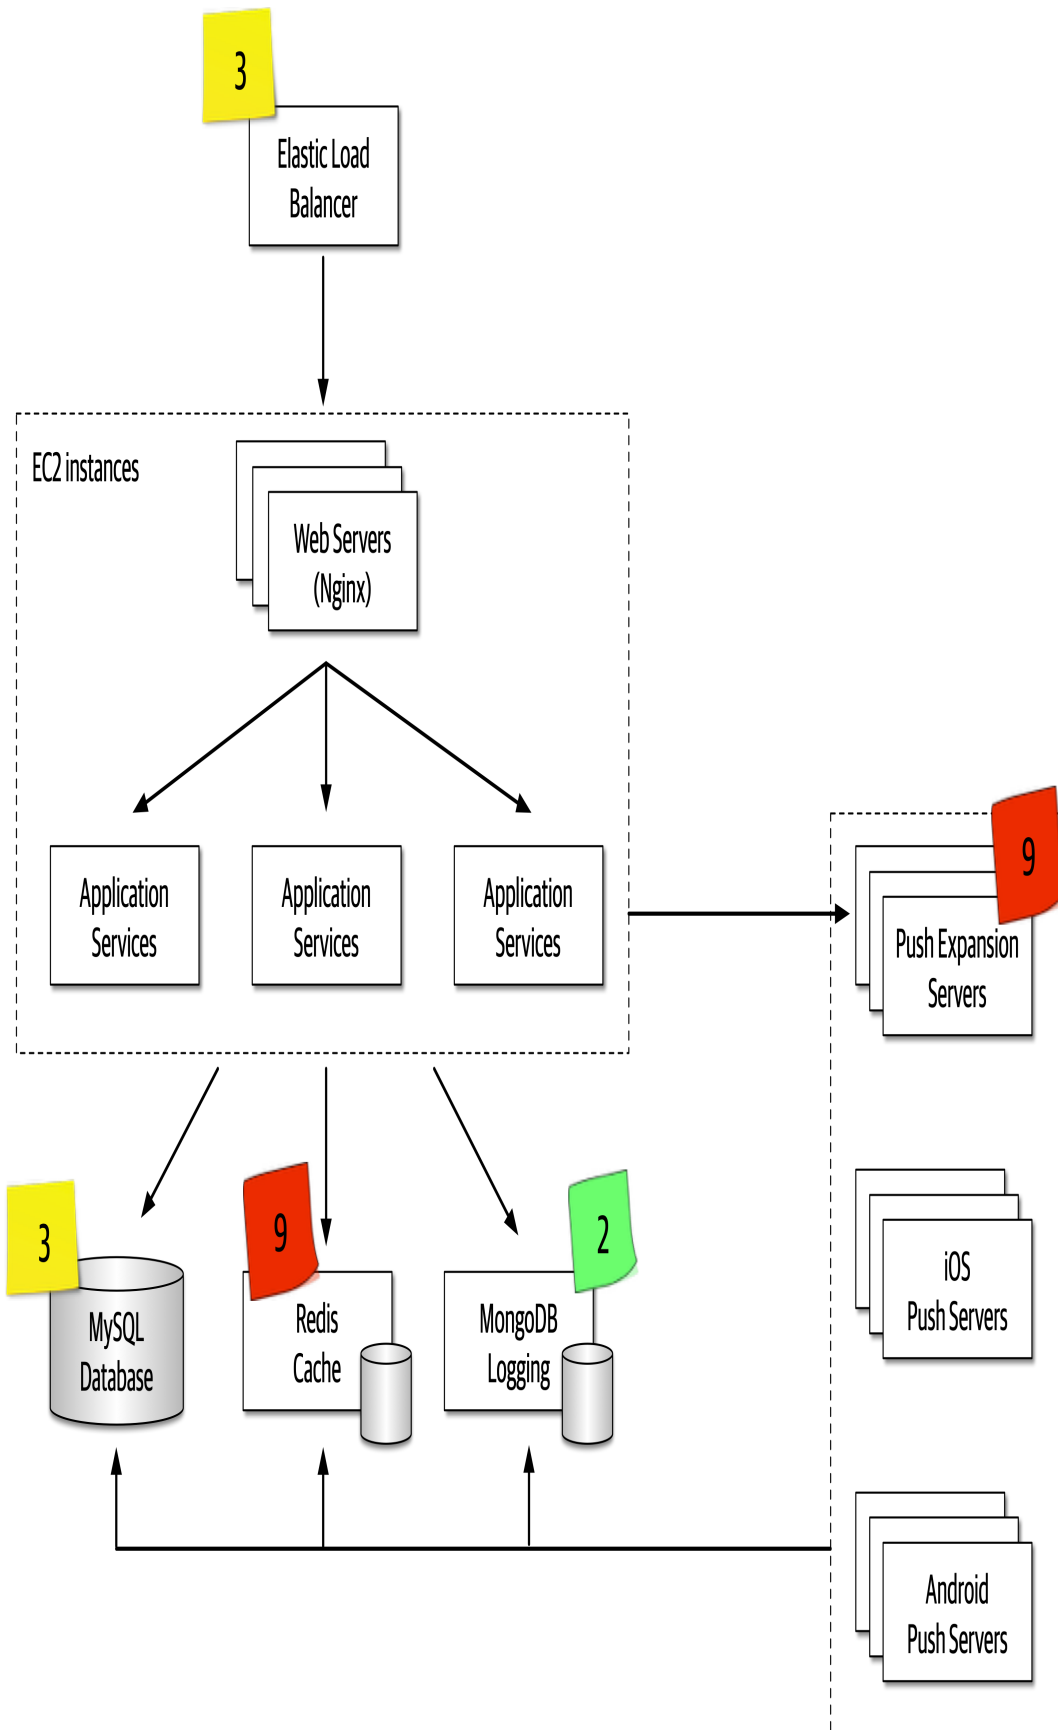 3
Elastic Load
Balancer
EC2 instances
Web Servers
(Nginx)
Application
Services
Application
Services
Application
Services
9
Push Expansion
Servers
3
MySQL
Database
9
Redis
Cache
2
MongoDB
Logging
iOS
Push Servers
Android
Push Servers